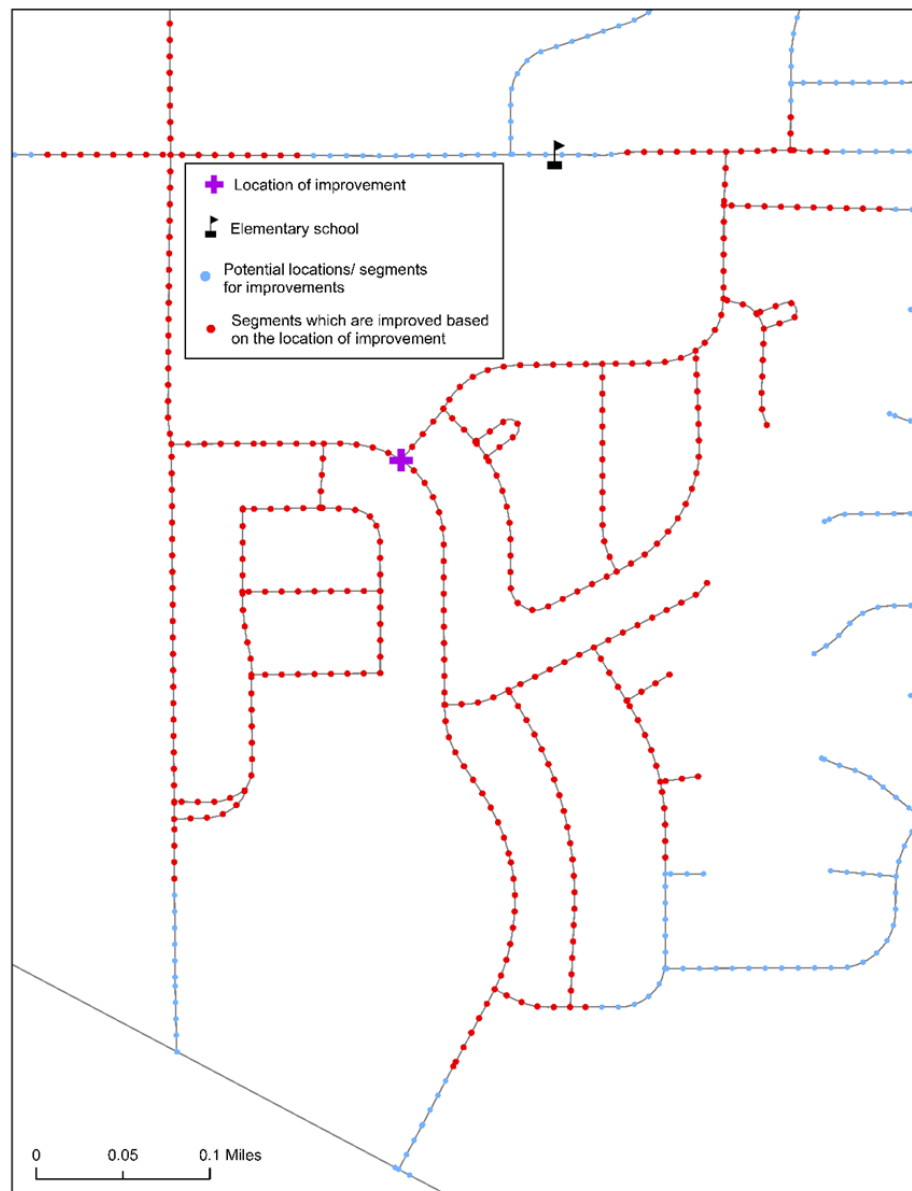 Location of improvement
Elementary school
Potential locations/ segments
for improvements
Segments which are improved based
on the location of improvement
0 0.05 0.1 Miles